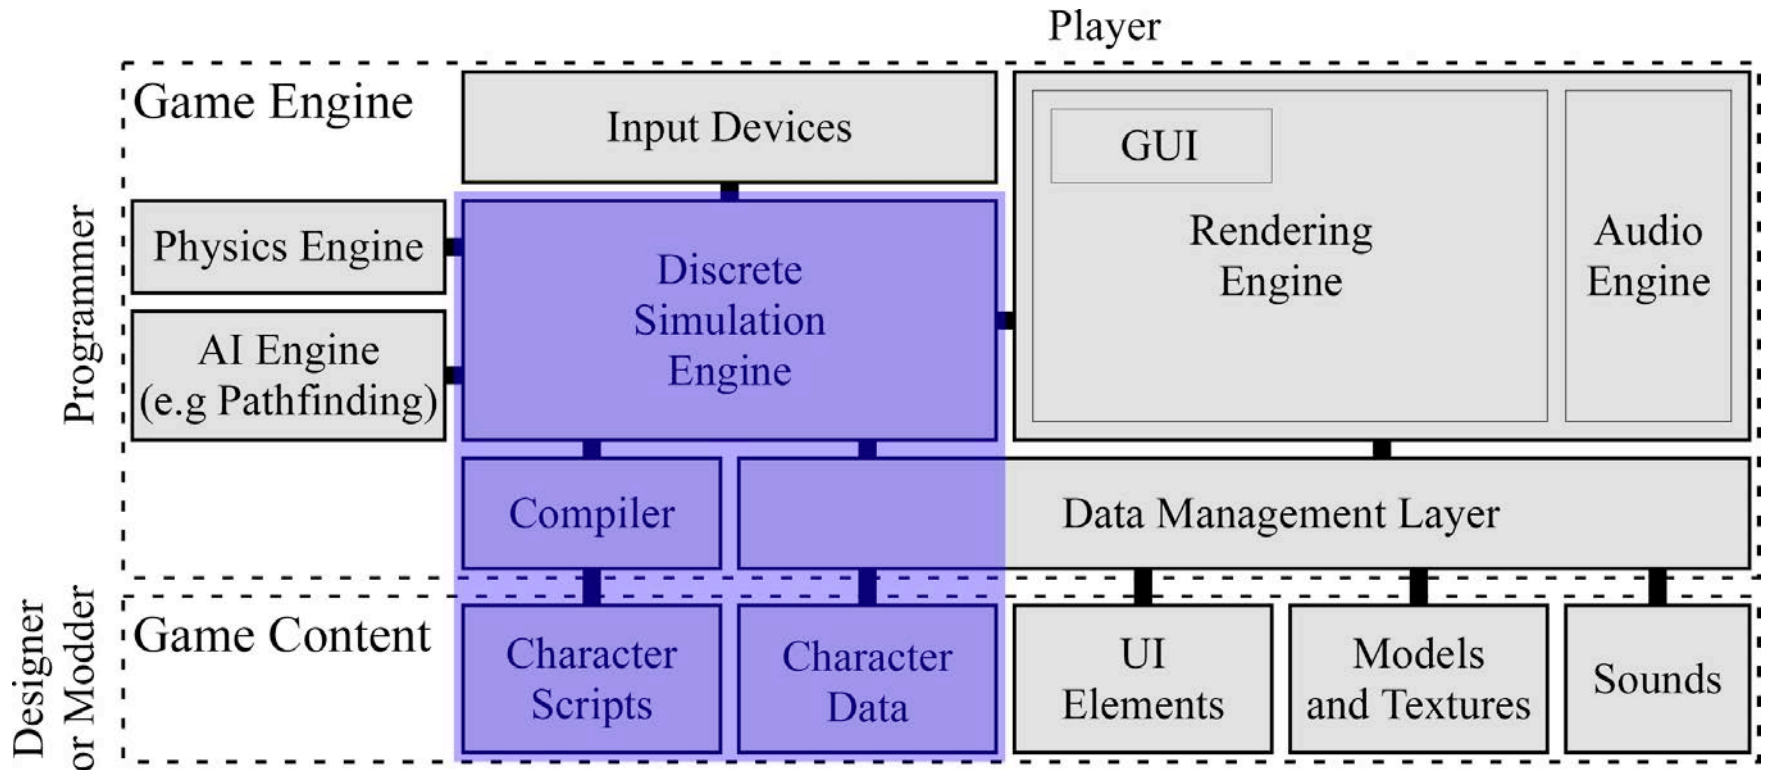 Player
Game Engine
Input Devices
GUI
Rendering
Engine
Audio
Engine
Programmer
Physics Engine
AI Engine
(e.g Pathfinding)
Discrete
Simulation
Engine
Compiler
Data Management Layer
Designer
or Modder
Game Content
Character
Scripts
Character
Data
UI
Elements
Models
and Textures
Sounds